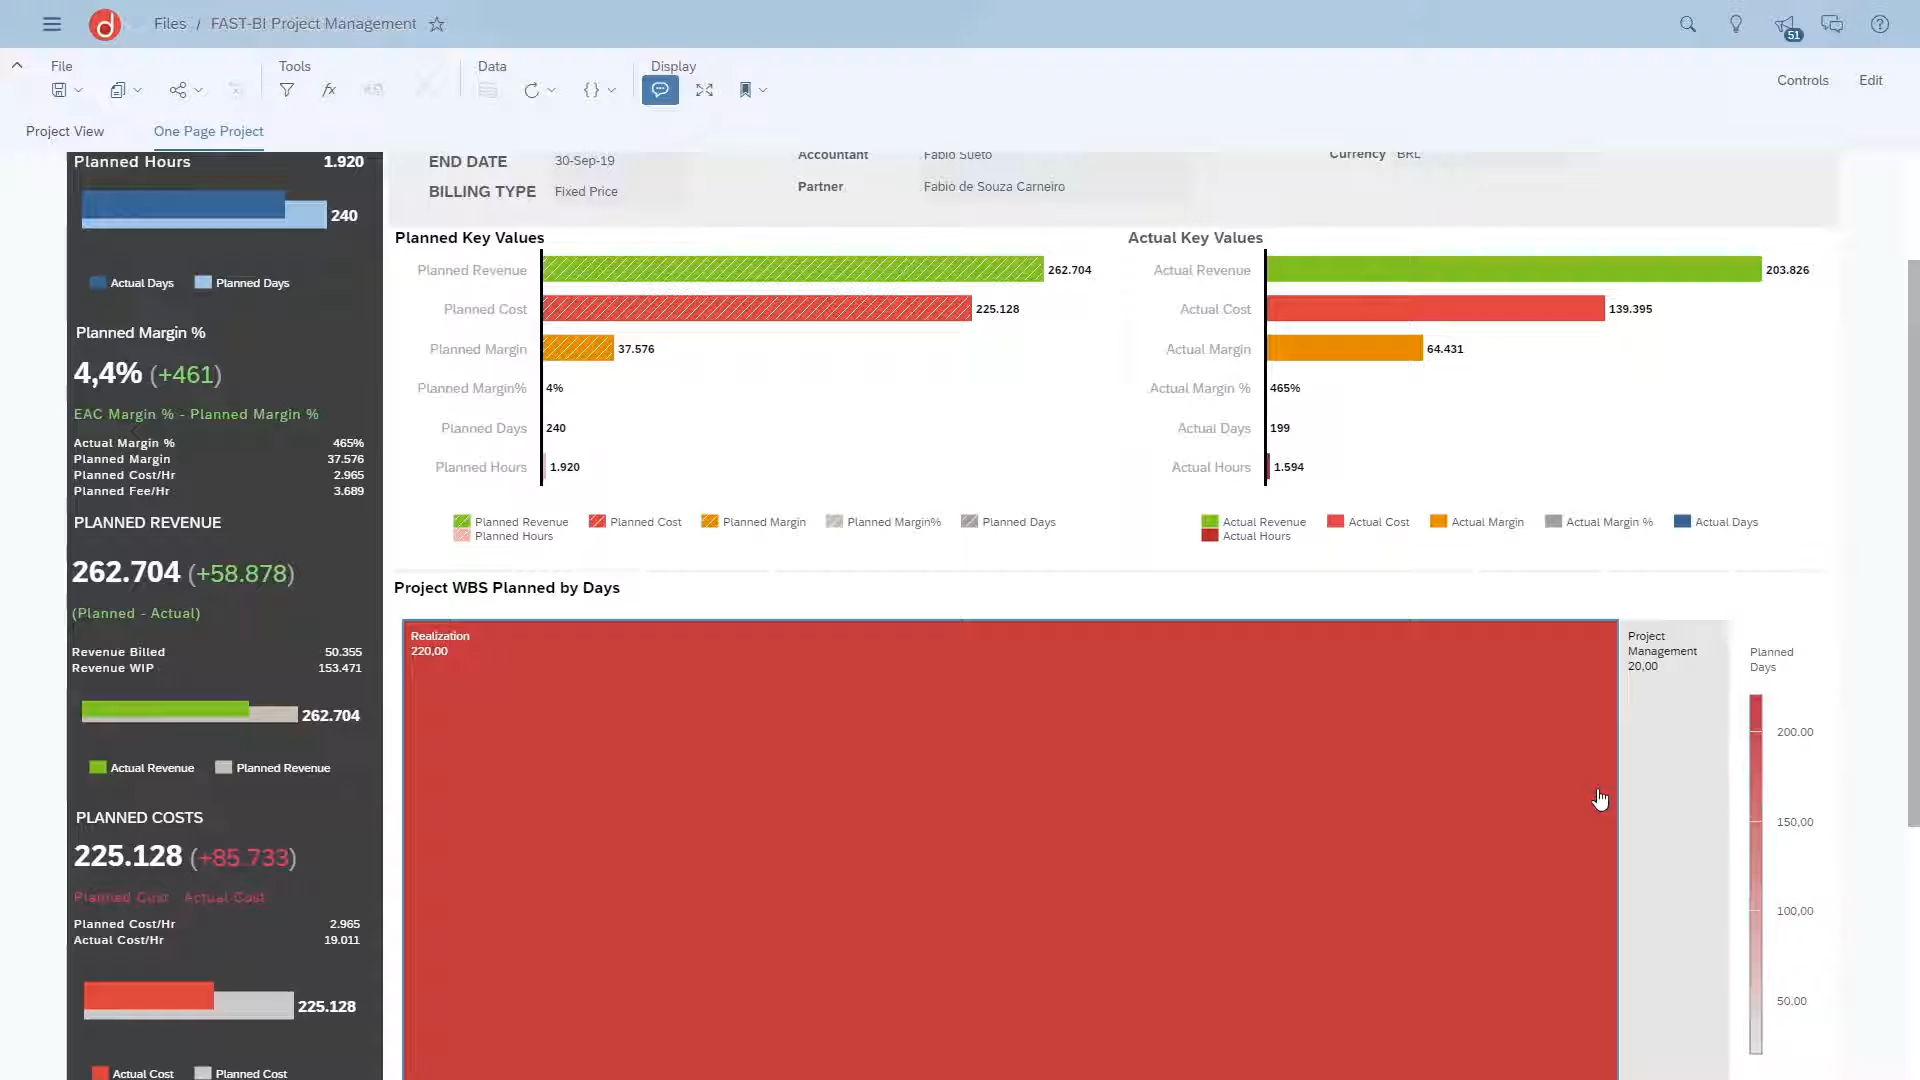 Files / FAST-BI Project Management
51
File
Tools
Data
Display
Controls
Edit
Project View
One Page Project
Planned Hours 1.920
240
Actual Days Planned Days
Planned Margin %
4,4% (+461)
EAC Margin % - Planned Margin %
Actual Margin % 465%
Planned Margin 37.576
Planned Cost/Hr 2.965
Planned Fee/Hr 3.689
PLANNED REVENUE
262.704 (+58.878)
(Planned - Actual)
Revenue Billed 50.355
Revenue WIP 153.471
262.704
Actual Revenue Planned Revenue
PLANNED COSTS
225.128 (+85.733)
Planned Cost Actual Cost
Planned Cost/Hr 2.965
Actual Cost/Hr 19.011
225.128
Actual Cost Planned Cost
END DATE 30-Sep-19
BILLING TYPE Fixed Price
Accountant Fabio Sueto
Partner Fabio de Souza Carneiro
Currency BRL
Planned Key Values
Planned Revenue 262.704
Planned Cost 225.128
Planned Margin 37.576
Planned Margin% 4%
Planned Days 240
Planned Hours 1.920
Planned Revenue Planned Cost Planned Margin Planned Margin% Planned Days
Planned Hours
Actual Key Values
Actual Revenue 203.826
Actual Cost 139.395
Actual Margin 64.431
Actual Margin % 465%
Actual Days 199
Actual Hours 1.594
Actual Revenue Actual Cost Actual Margin Actual Margin % Actual Days
Actual Hours
Project WBS Planned by Days
Realization
220,00
Project
Management
20,00
Planned
Days
200.00
150,00
100,00
50.00